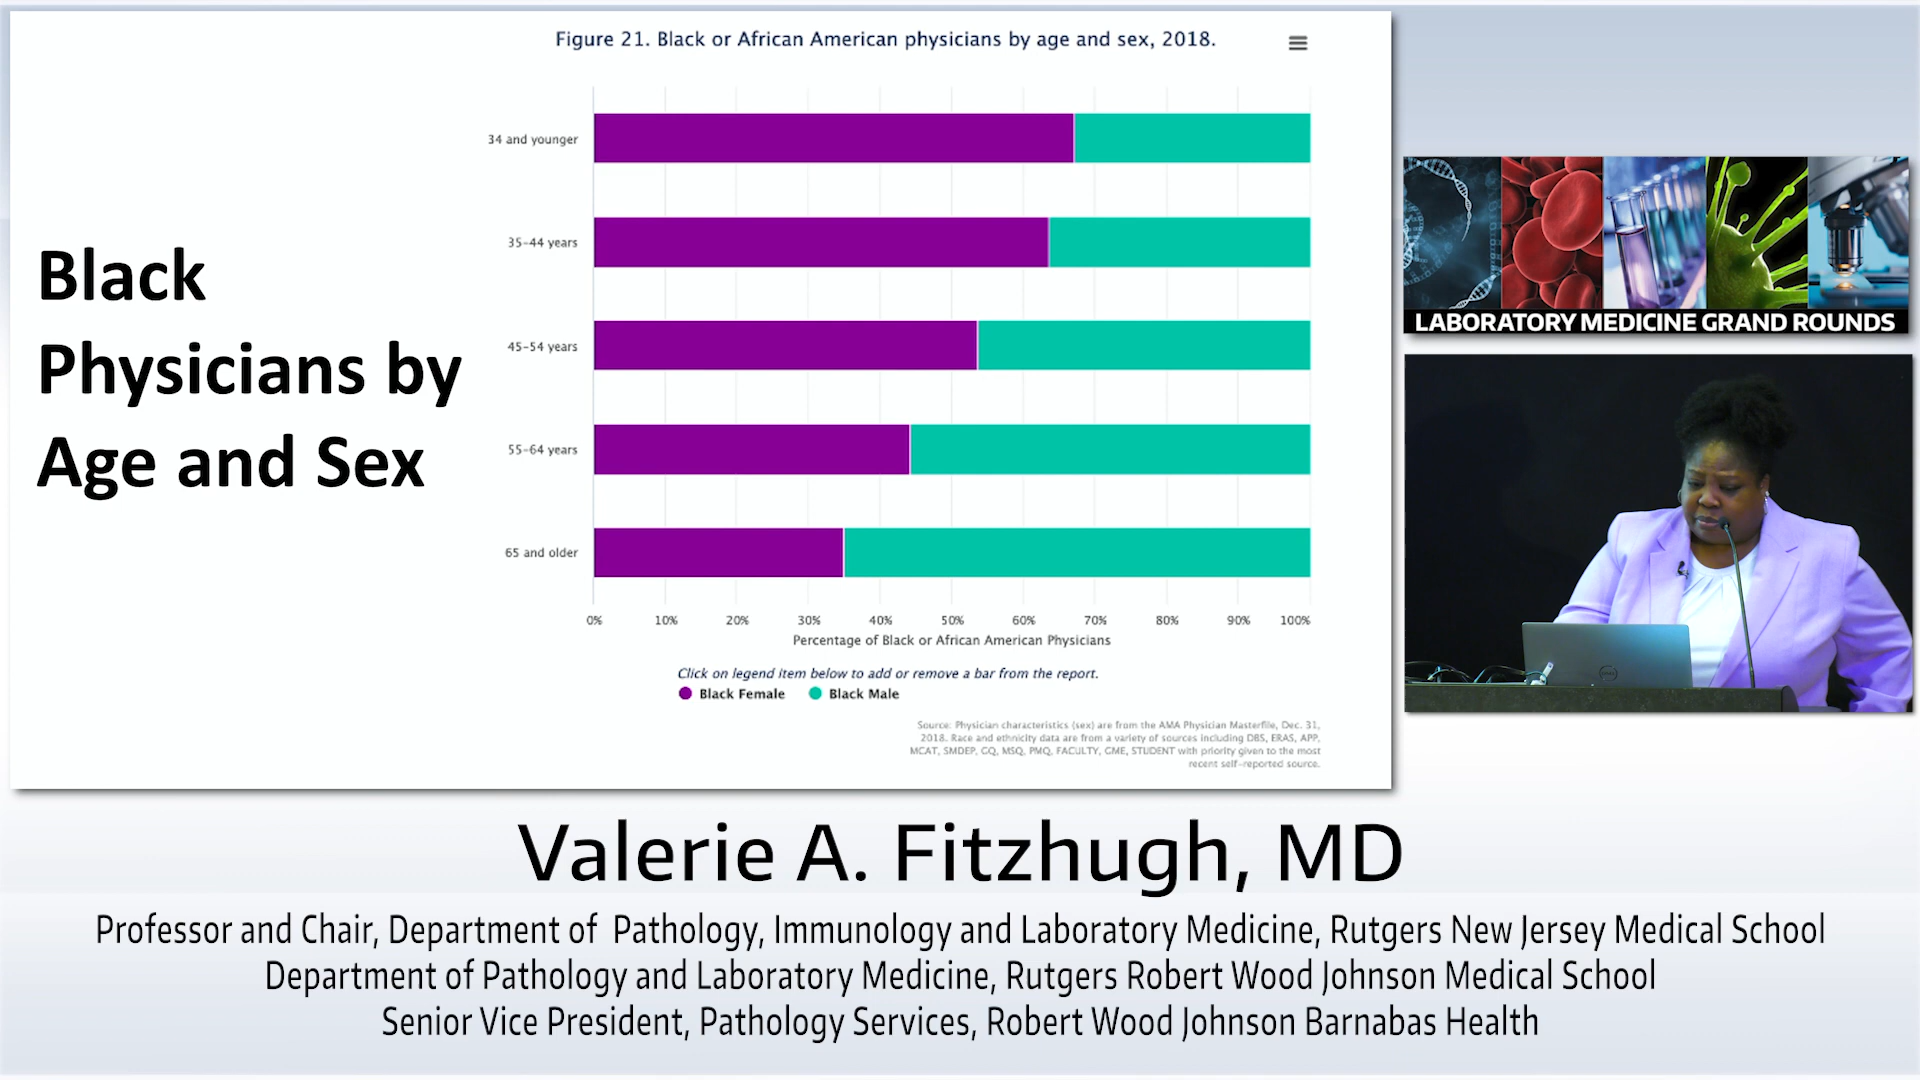 Figure 21. Black or African American physicians by age and sex, 2018.
Black
Physicians by
Age and Sex
34 and younger
35-44 years
45-54 years
55-64 years
65 and older
0% 10% 20% 30% 40% 50% 60% 70% 80% 90% 100%
Percentage of Black or African American Physicians
Click on legend item below to add or remove a bar from the report.
Black Female Black Male
Source: Physician characteristics (sex) are from the AMA Physician Masterfile, Dec. 31,
2018. Race and ethnicity data are from a variety of sources including DBS, ERAS, APP,
MCAT, SMDEP, GQ, MSQ, PMQ, FACULTY, GME, STUDENT with priority given to the most
recent self-reported source.
LABORATORY MEDICINE GRAND ROUNDS
DELL
Valerie A. Fitzhugh, MD
Professor and Chair, Department of Pathology, Immunology and Laboratory Medicine, Rutgers New Jersey Medical School
Department of Pathology and Laboratory Medicine, Rutgers Robert Wood Johnson Medical School
Senior Vice President, Pathology Services, Robert Wood Johnson Barnabas Health